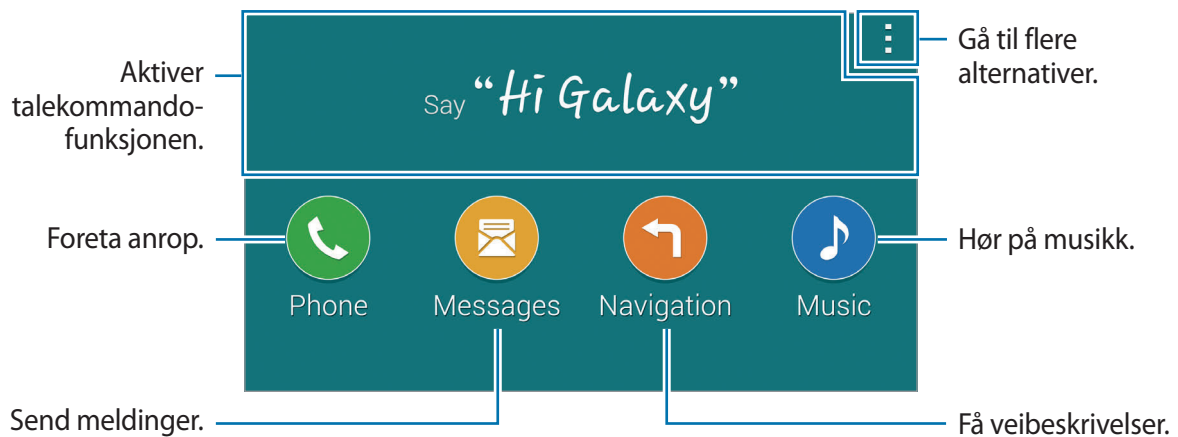 Aktiver
talekommando-
funksjonen.
Say “Hi Galaxy”
Gå til flere
alternativer.
Foreta anrop.
Hør på musikk.
Phone
Messages
Navigation
Music
Send meldinger.
Få veibeskrivelser.